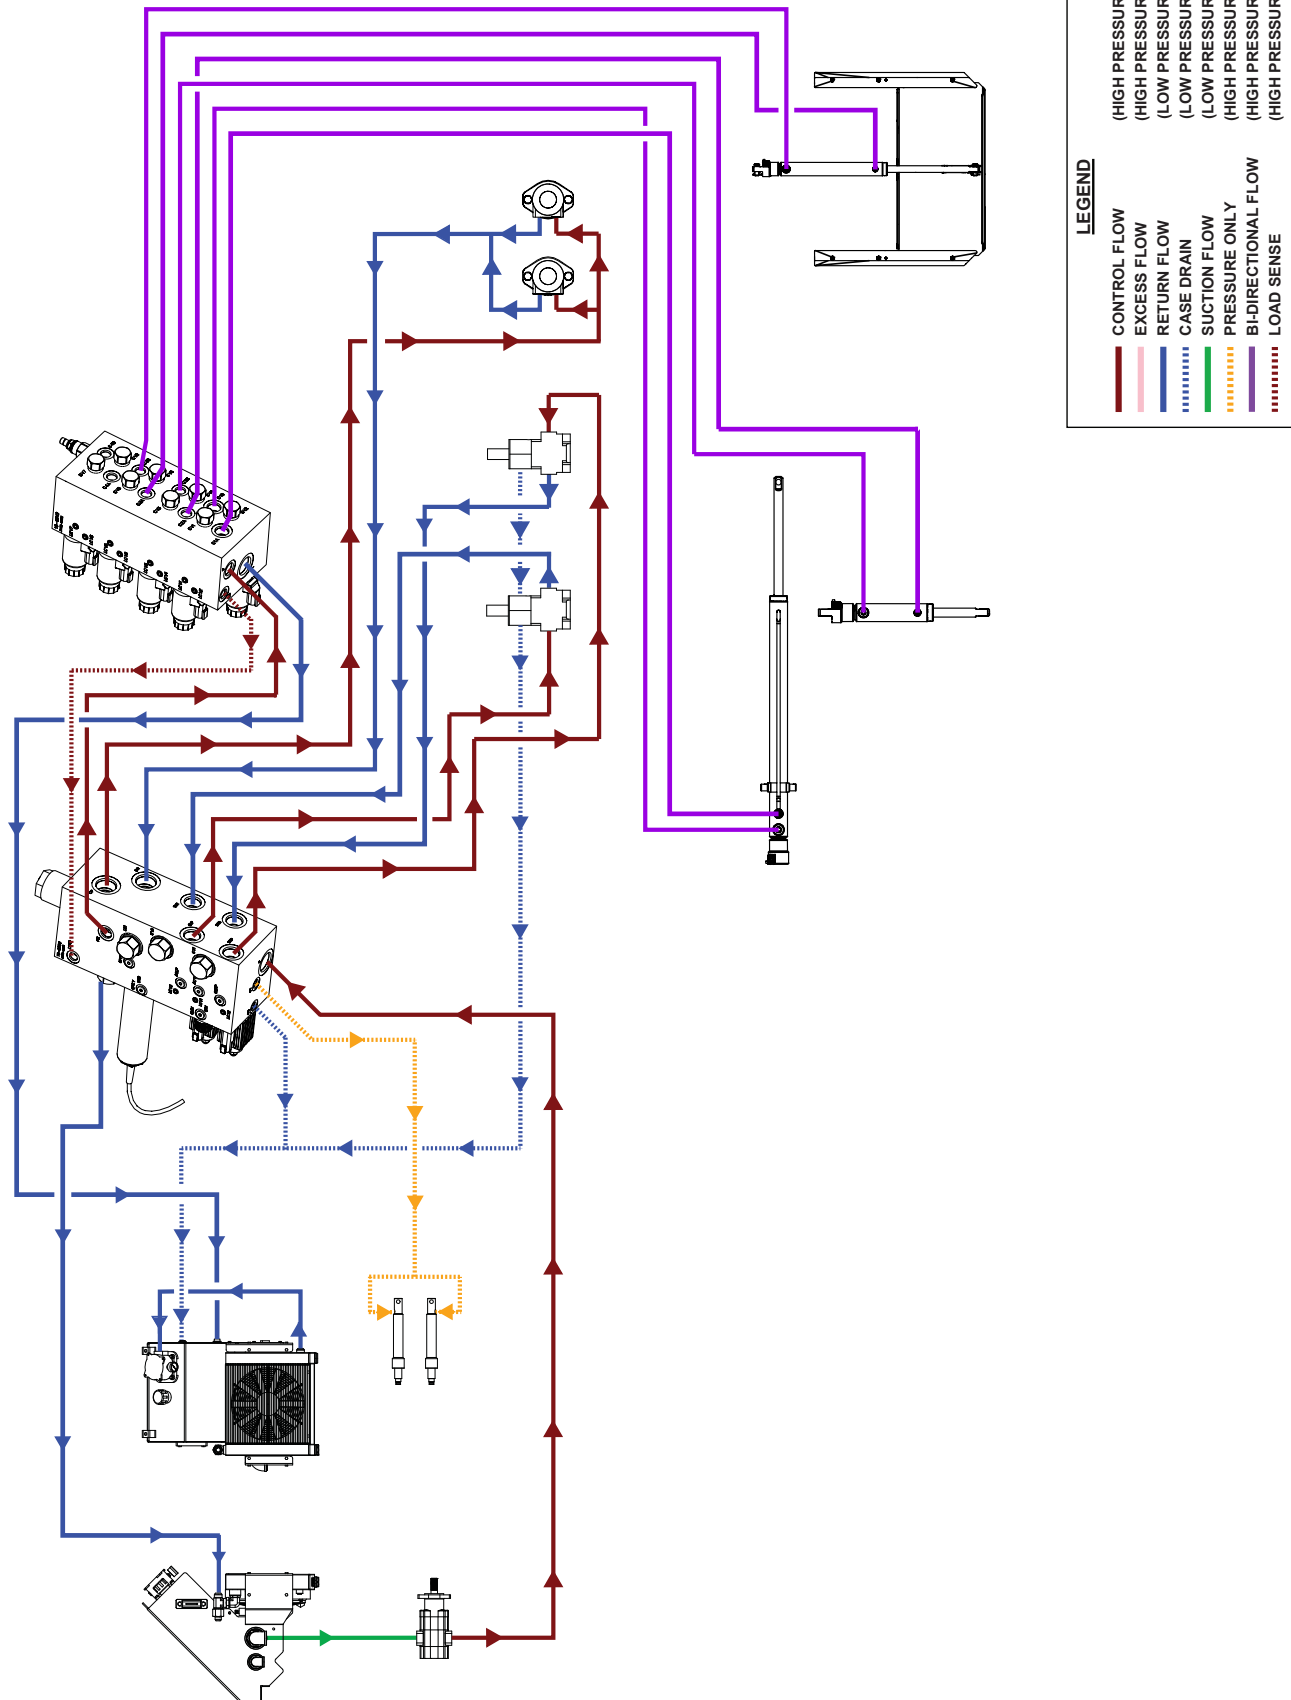 LEGEND
CONTROL FLOW (HIGH PRESSUR
EXCESS FLOW (HIGH PRESSUR
RETURN FLOW (LOW PRESSUR
CASE DRAIN (LOW PRESSUR
SUCTION FLOW (LOW PRESSUR
PRESSURE ONLY (HIGH PRESSUR
BI-DIRECTIONAL FLOW (HIGH PRESSUR
LOAD SENSE (HIGH PRESSUR